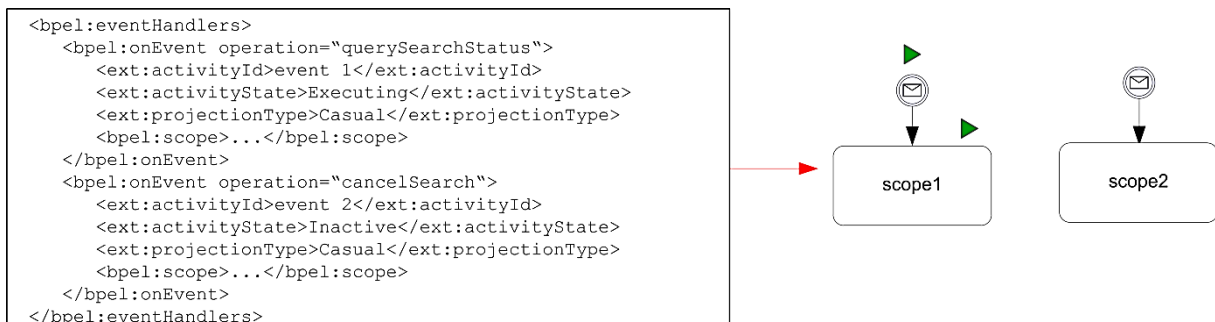 <bpel:eventHandlers>
<bpel:onEvent operation=“querySearchStatus“>
<ext:activityId>event 1</ext:activityId>
<ext:activityState>Executing</ext:activityState>
<ext:projectionType>Casual</ext:projectionType>
<bpel:scope>...</bpel:scope>
</bpel:onEvent>
<bpel:onEvent operation=“cancelSearch“>
<ext:activityId>event 2</ext:activityId>
<ext:activityState>Inactive</ext:activityState>
<ext:projectionType>Casual</ext:projectionType>
<bpel:scope>...</bpel:scope>
</bpel:onEvent>
</bpel:eventHandlers>
scope1
scope2